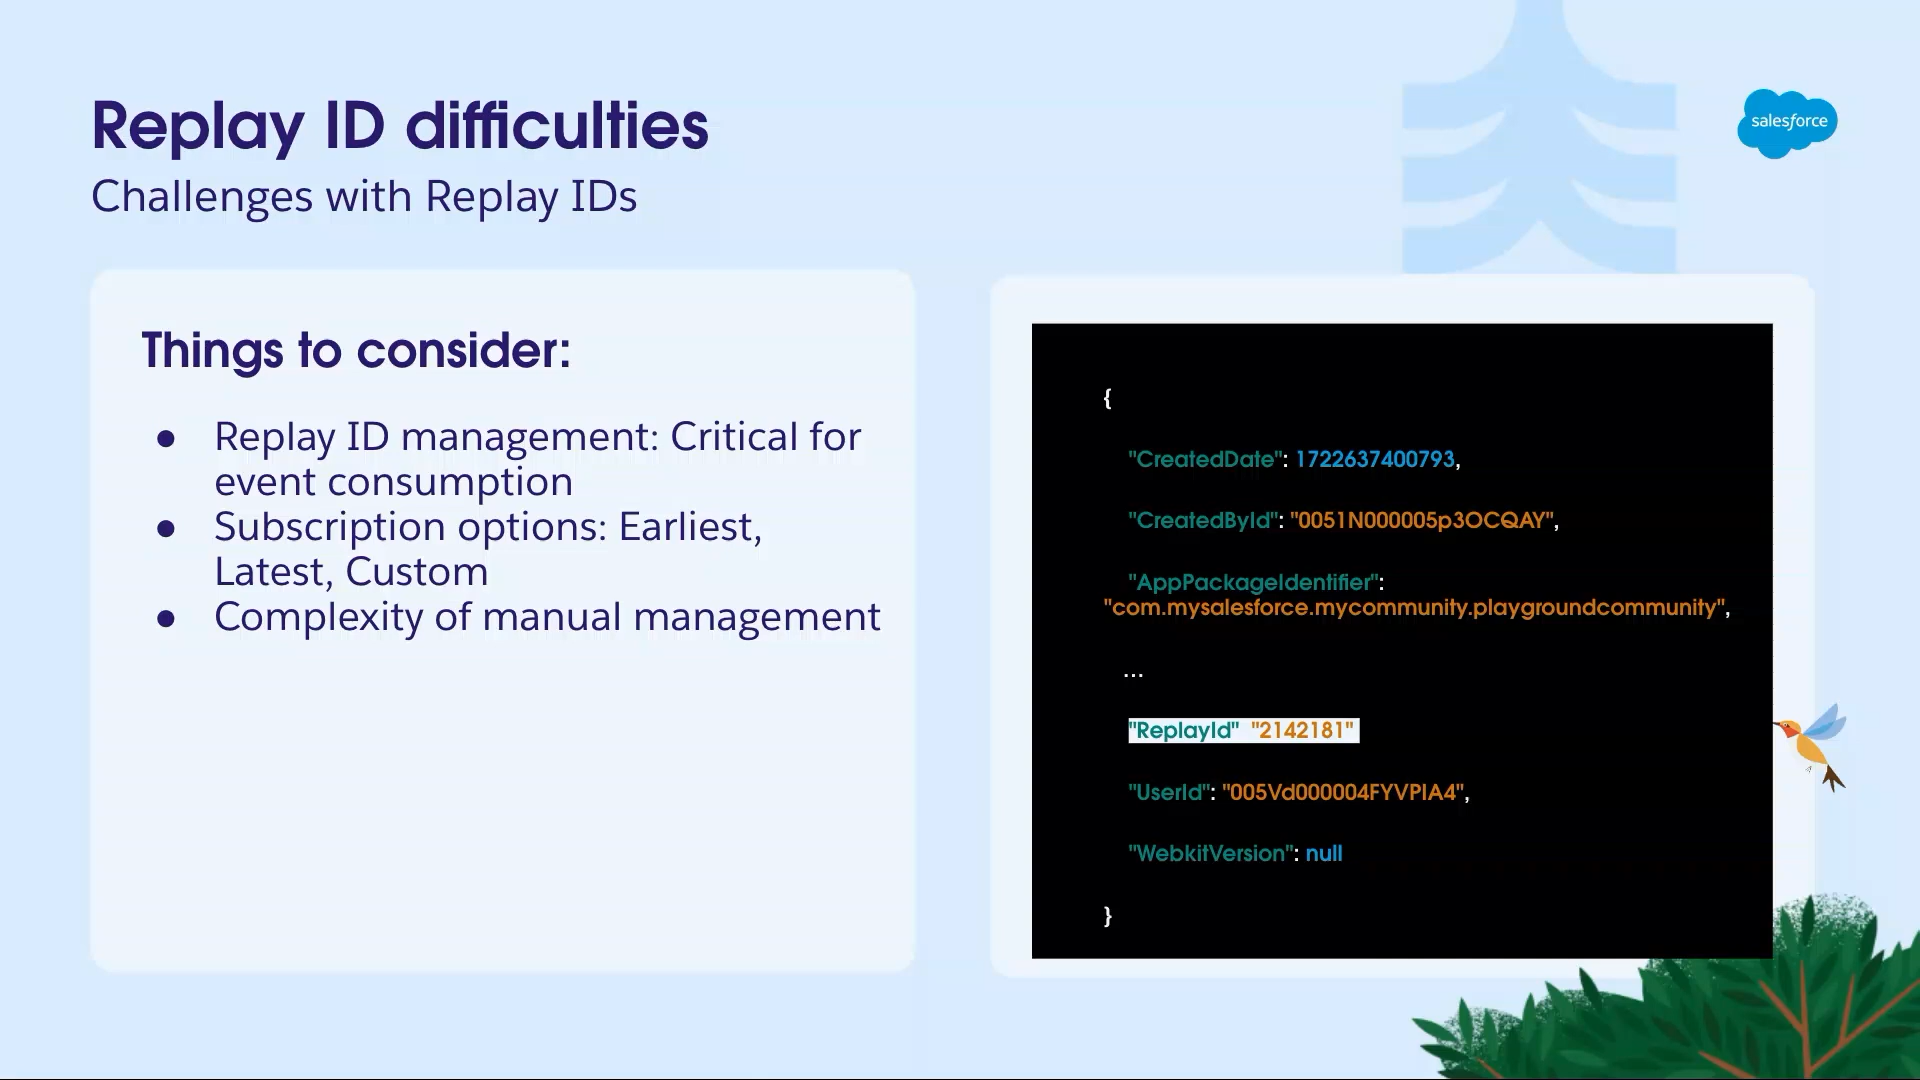 Replay ID difficulties
Challenges with Replay IDs
salesforce
Things to consider:
● Replay ID management: Critical for
event consumption
● Subscription options: Earliest,
Latest, Custom
● Complexity of manual management
{
"CreatedDate": 1722637400793,
"CreatedById": "0051N000005p3OCQAY",
"AppPackageIdentifier":
"com.mysalesforce.mycommunity.playgroundcommunity",
...
"ReplayId" "2142181"
"UserId": "005Vd000004FYVPIA4",
"WebkitVersion": null
}